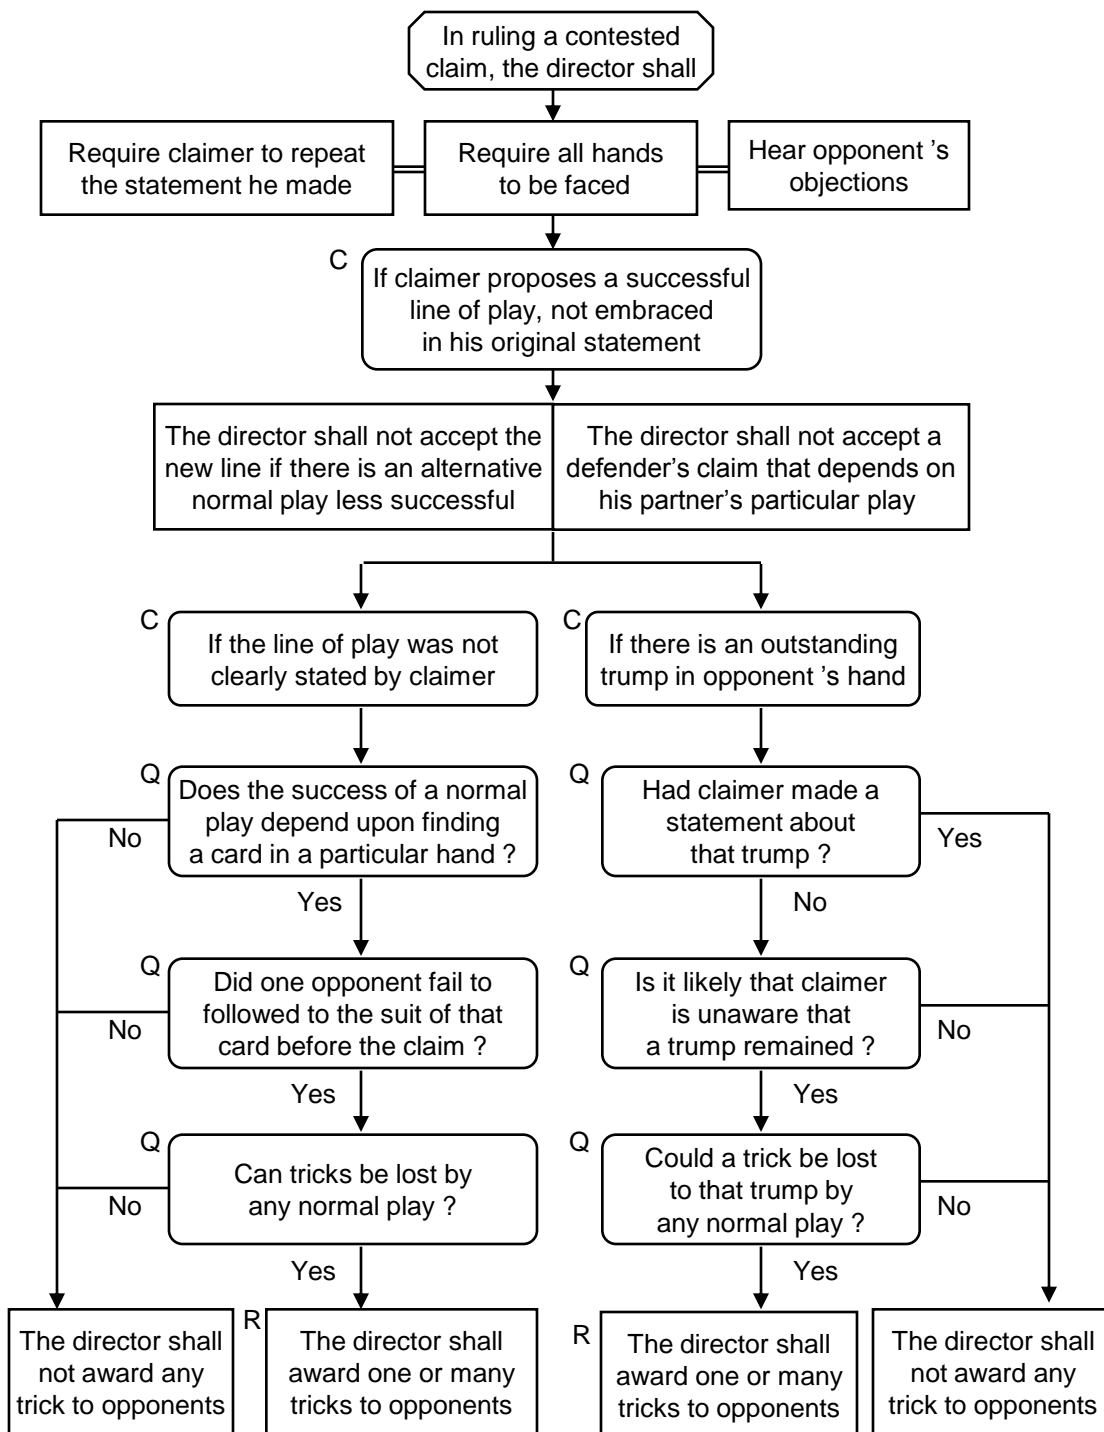 In ruling a contested
claim, the director shall
Require claimer to repeat
the statement he made
Require all hands
to be faced
Hear opponent 's
objections
C
If claimer proposes a successful
line of play, not embraced
in his original statement
The director shall not accept the
new line if there is an alternative
normal play less successful
The director shall not accept a
defender's claim that depends on
his partner's particular play
C
If the line of play was not
clearly stated by claimer
C
If there is an outstanding
trump in opponent 's hand
Q
Does the success of a normal
play depend upon finding
a card in a particular hand ?
No
Yes
Q
Had claimer made a
statement about
that trump ?
Yes
No
Q
Did one opponent fail to
followed to the suit of that
card before the claim ?
No
Yes
Q
Is it likely that claimer
is unaware that
a trump remained ?
No
Yes
Q
Can tricks be lost by
any normal play ?
No
Yes
Q
Could a trick be lost
to that trump by
any normal play ?
No
Yes
The director shall
not award any
trick to opponents
R
The director shall
award one or many
tricks to opponents
R
The director shall
award one or many
tricks to opponents
The director shall
not award any
trick to opponents